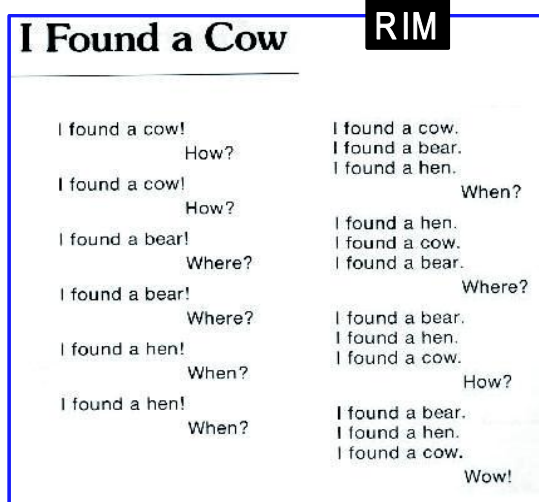 RIM
I Found a Cow
I found a cow!
How?
I found a cow!
How?
I found a bear!
Where?
I found a bear!
Where?
I found a hen!
When?
I found a hen!
When?
I found a cow.
I found a bear.
I found a hen.
When?
I found a hen.
I found a cow.
I found a bear.
Where?
I found a bear.
I found a hen.
I found a cow.
How?
I found a bear.
I found a hen.
I found a cow.
Wow!